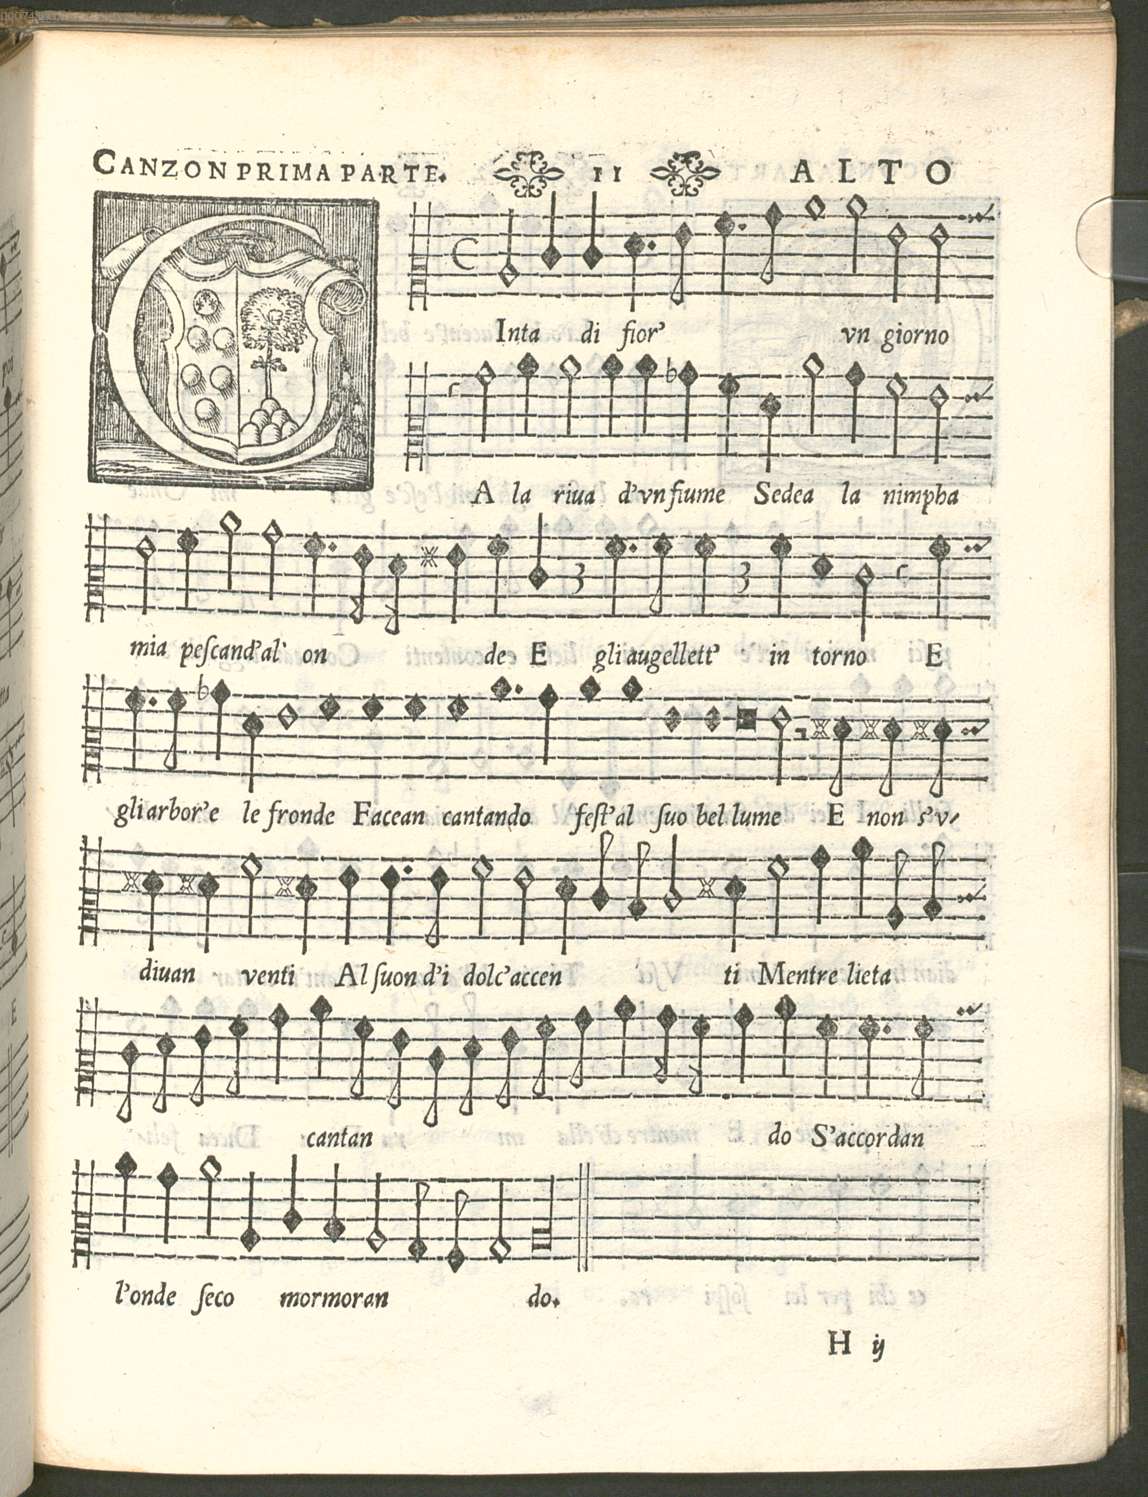 CANZON PRIMA PARTE. 11 ALTO
CInta di fior' vn giorno
A la riua d'vn fiume Sedea la nimpha
mia peſcand'al' on de E gli augellett' in torno E
gli arbor'e le fronde Facean cantando feſt'al ſuo bel lume E non s'v-
diuan venti Al ſuon d'i dolc'accen ti Mentre lieta
cantan do S'accordan
l'onde ſeco mormoran do.
H ij